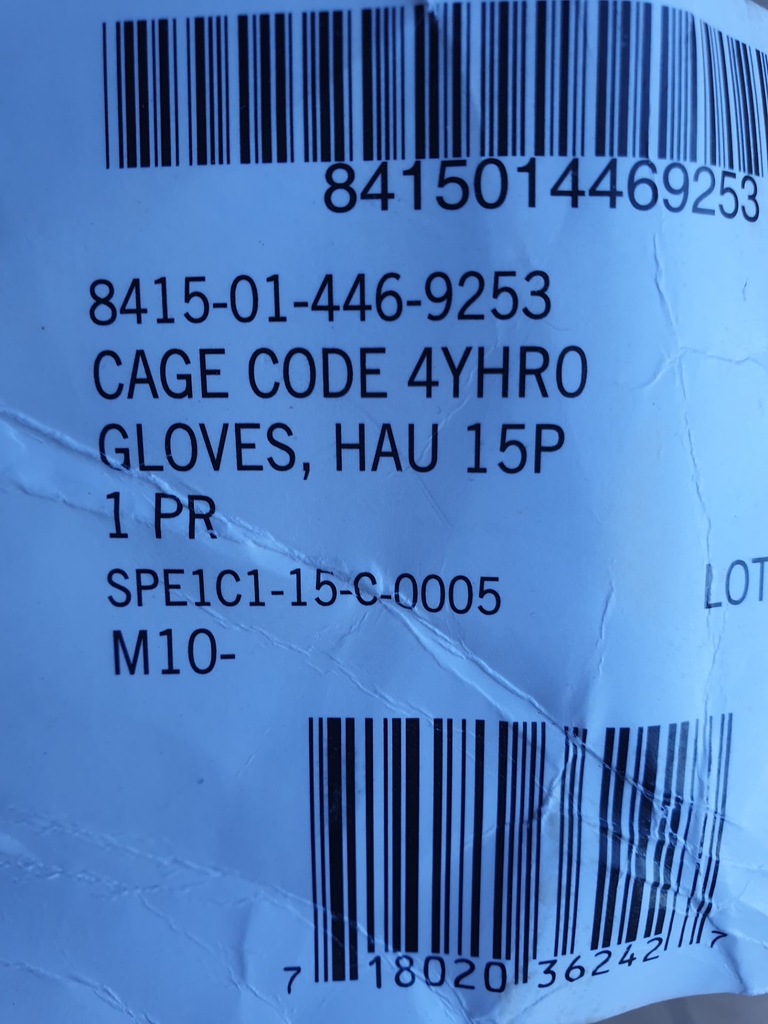 8415014469253
8415-01-446-9253
CAGE CODE 4YHR0
GLOVES, HAU 15P
1 PR
SPE1C1-15-C-0005
LOT
M10-
7 18020 36242 7